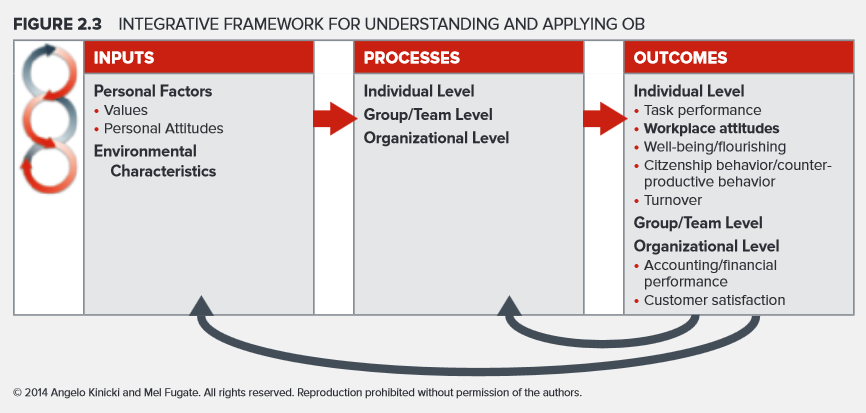 FIGURE 2.3 INTEGRATIVE FRAMEWORK FOR UNDERSTANDING AND APPLYING OB
INPUTS
Personal Factors
• Values
• Personal Attitudes
Environmental
Characteristics
PROCESSES
Individual Level
Group/Team Level
Organizational Level
OUTCOMES
Individual Level
• Task performance
• Workplace attitudes
• Well-being/flourishing
• Citzenship behavior/counter-
productive behavior
• Turnover
Group/Team Level
Organizational Level
• Accounting/financial
performance
• Customer satisfaction
© 2014 Angelo Kinicki and Mel Fugate. All rights reserved. Reproduction prohibited without permission of the authors.